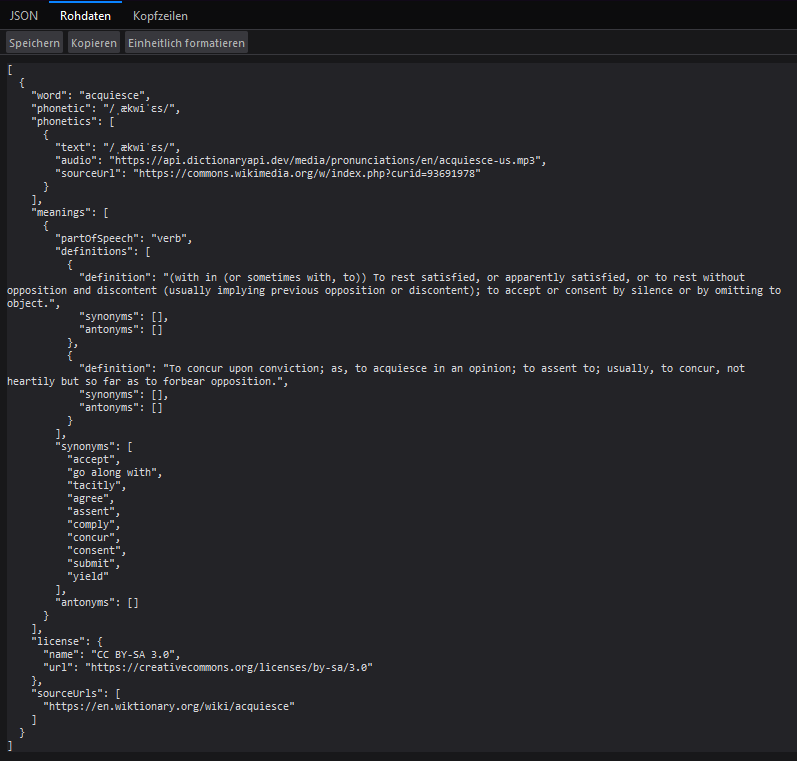 JSON Rohdaten Kopfzeilen
Speichern Kopieren Einheitlich formatieren
[
  {
    "word": "acquiesce",
    "phonetic": "/ˌækwiˈɛs/",
    "phonetics": [
      {
        "text": "/ˌækwiˈɛs/",
        "audio": "https://api.dictionaryapi.dev/media/pronunciations/en/acquiesce-us.mp3",
        "sourceUrl": "https://commons.wikimedia.org/w/index.php?curid=93691978"
      }
    ],
    "meanings": [
      {
        "partOfSpeech": "verb",
        "definitions": [
          {
            "definition": "(with in (or sometimes with, to)) To rest satisfied, or apparently satisfied, or to rest without
opposition and discontent (usually implying previous opposition or discontent); to accept or consent by silence or by omitting to
object.",
            "synonyms": [],
            "antonyms": []
          },
          {
            "definition": "To concur upon conviction; as, to acquiesce in an opinion; to assent to; usually, to concur, not
heartily but so far as to forbear opposition.",
            "synonyms": [],
            "antonyms": []
          }
        ],
        "synonyms": [
          "accept",
          "go along with",
          "tacitly",
          "agree",
          "assent",
          "comply",
          "concur",
          "consent",
          "submit",
          "yield"
        ],
        "antonyms": []
      }
    ],
    "license": {
      "name": "CC BY-SA 3.0",
      "url": "https://creativecommons.org/licenses/by-sa/3.0"
    },
    "sourceUrls": [
      "https://en.wiktionary.org/wiki/acquiesce"
    ]
  }
]